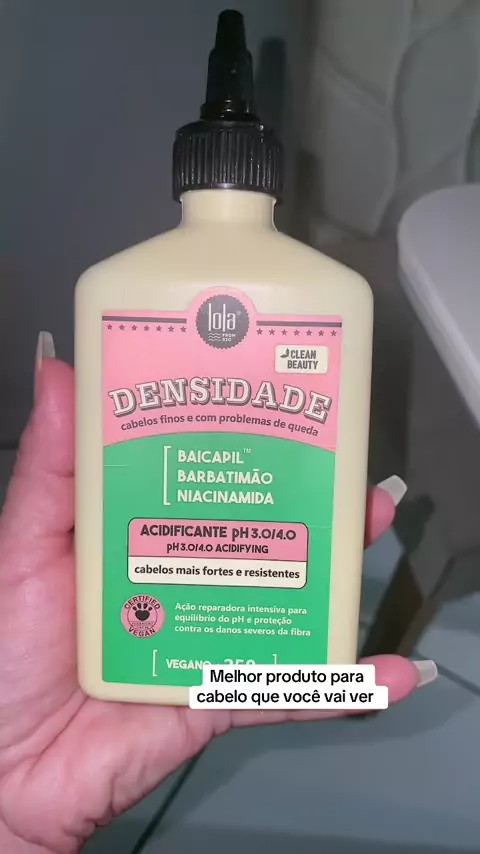 lola
FROM
RIO
CLEAN
BEAUTY
DENSIDADE
cabelos finos e com problemas de queda
BAICAPIL™
BARBATIMÃO
NIACINAMIDA
ACIDIFICANTE pH 3.0/4.0
pH 3.0/4.0 ACIDIFYING
cabelos mais fortes e resistentes
CERTIFIED
VEGAN
Ação reparadora intensiva para
equilíbrio do pH e proteção
contra os danos severos da fibra
VEGANO
Melhor produto para
cabelo que você vai ver